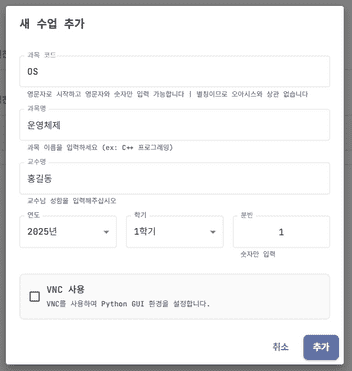 새 수업 추가
과목 코드
OS
영문자로 시작하고 영문자와 숫자만 입력 가능합니다 | 별칭이므로 오아시스와 상관 없습니다
과목명
운영체제
과목 이름을 입력하세요 (ex: C++ 프로그래밍)
교수명
홍길동
교수님 성함을 입력해주십시오
연도 학기 분반
2025년 1학기 1
숫자만 입력
VNC 사용
VNC를 사용하여 Python GUI 환경을 설정합니다.
취소 추가